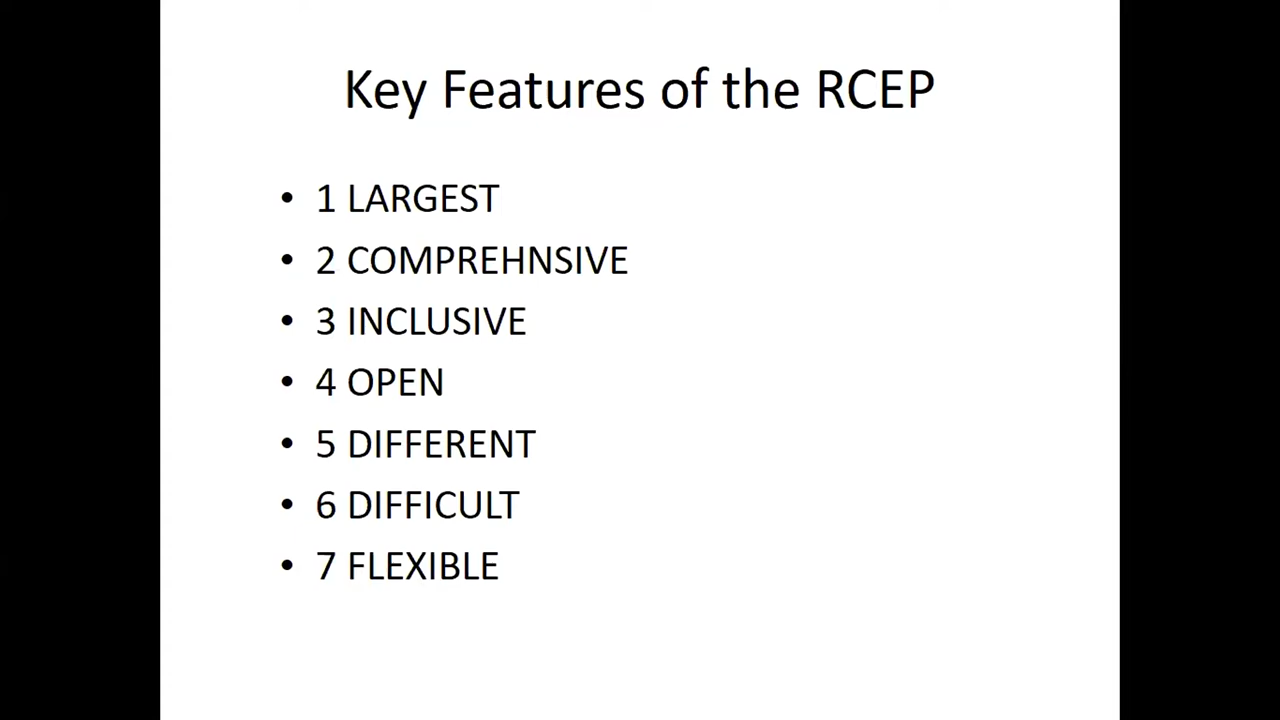 Key Features of the RCEP
• 1 LARGEST
• 2 COMPREHNSIVE
• 3 INCLUSIVE
• 4 OPEN
• 5 DIFFERENT
• 6 DIFFICULT
• 7 FLEXIBLE